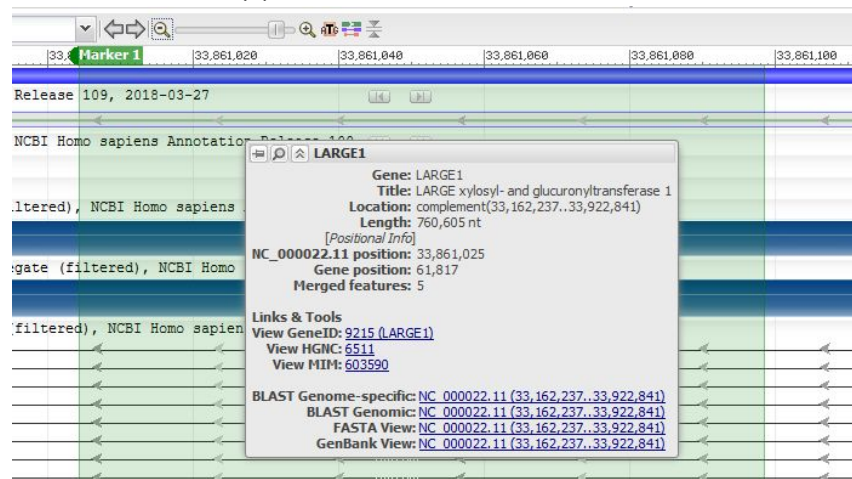 33,8 Marker 1 33,861,020 33,861,040 33,861,060 33,861,080 33,861,100
Release 109, 2018-03-27
NCBI Homo sapiens Annotation Release 109
LARGE1
Gene: LARGE1
Title: LARGE xylosyl- and glucuronyltransferase 1
ltered), NCBI Homo sapiens
Location: complement(33,162,237..33,922,841)
Length: 760,605 nt
[Positional Info]
NC_000022.11 position: 33,861,025
egate (filtered), NCBI Homo
Gene position: 61,817
Merged features: 5
Links & Tools
filtered), NCBI Homo sapien
View GeneID: 9215 (LARGE1)
View HGNC: 6511
View MIM: 603590
BLAST Genome-specific: NC_000022.11 (33,162,237..33,922,841)
BLAST Genomic: NC_000022.11 (33,162,237..33,922,841)
FASTA View: NC_000022.11 (33,162,237..33,922,841)
GenBank View: NC_000022.11 (33,162,237..33,922,841)